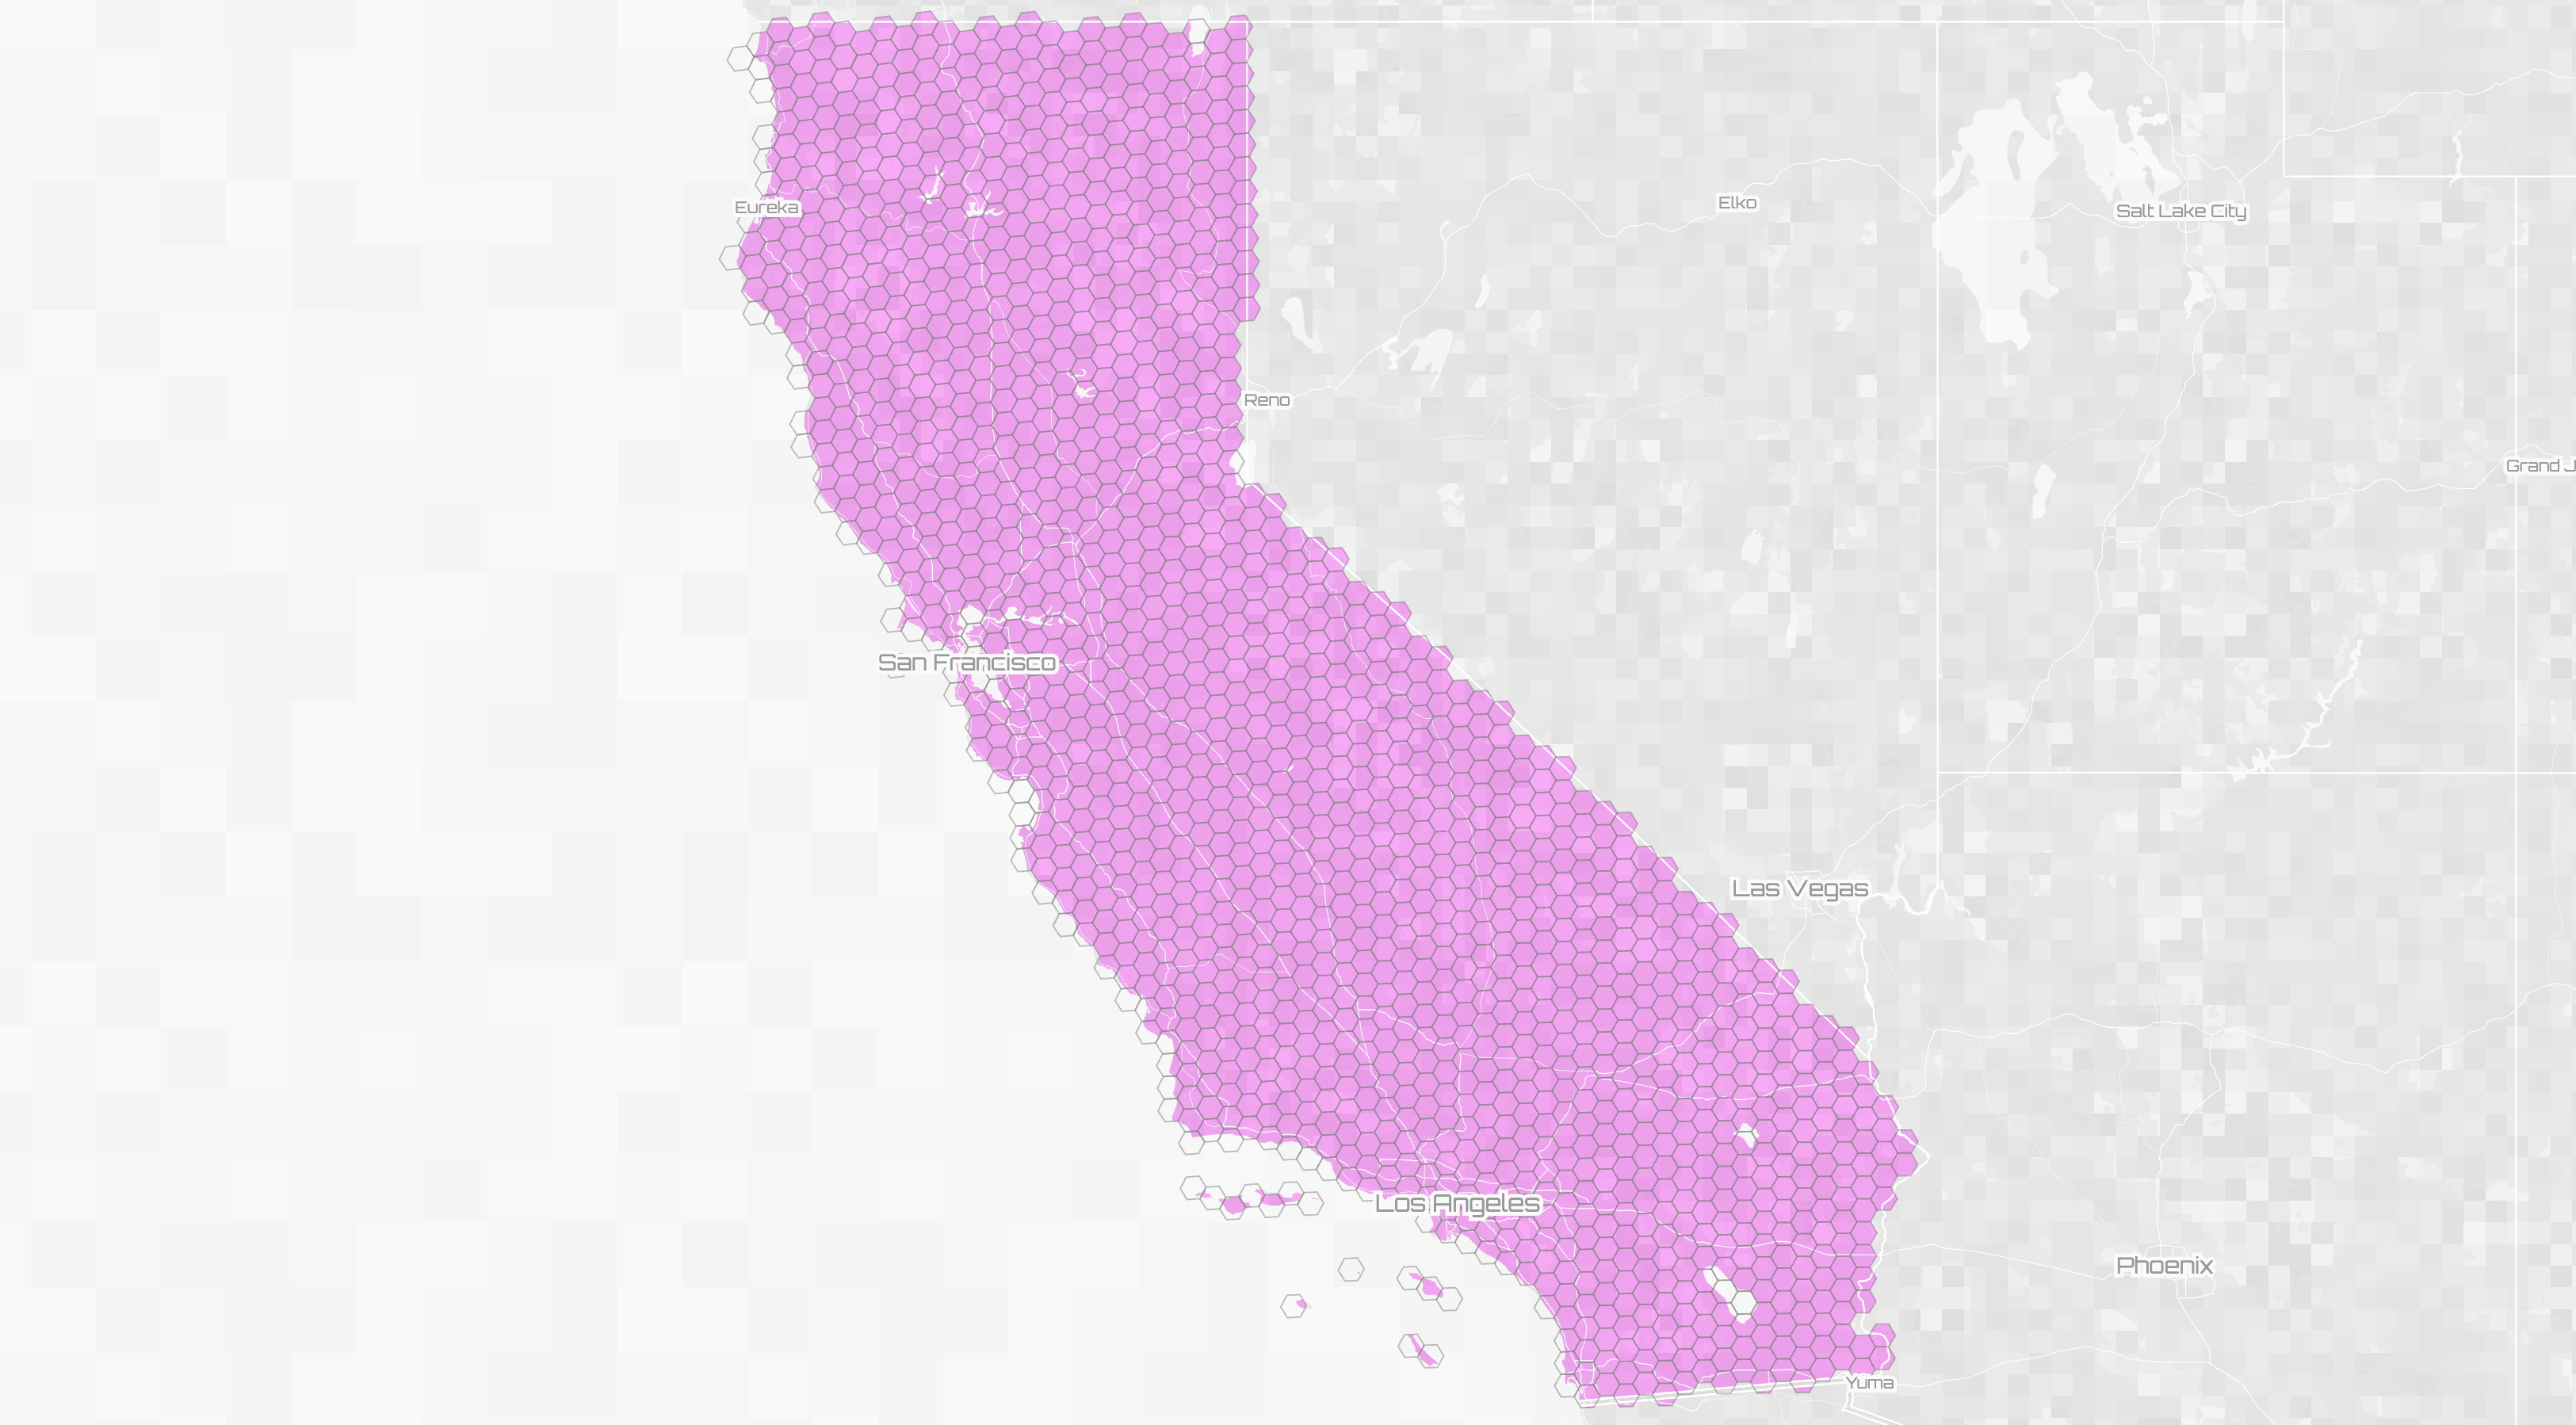 Eureka
Elko
Salt Lake City
Reno
Grand J
San Francisco
Las Vegas
Los Angeles
Phoenix
Yuma